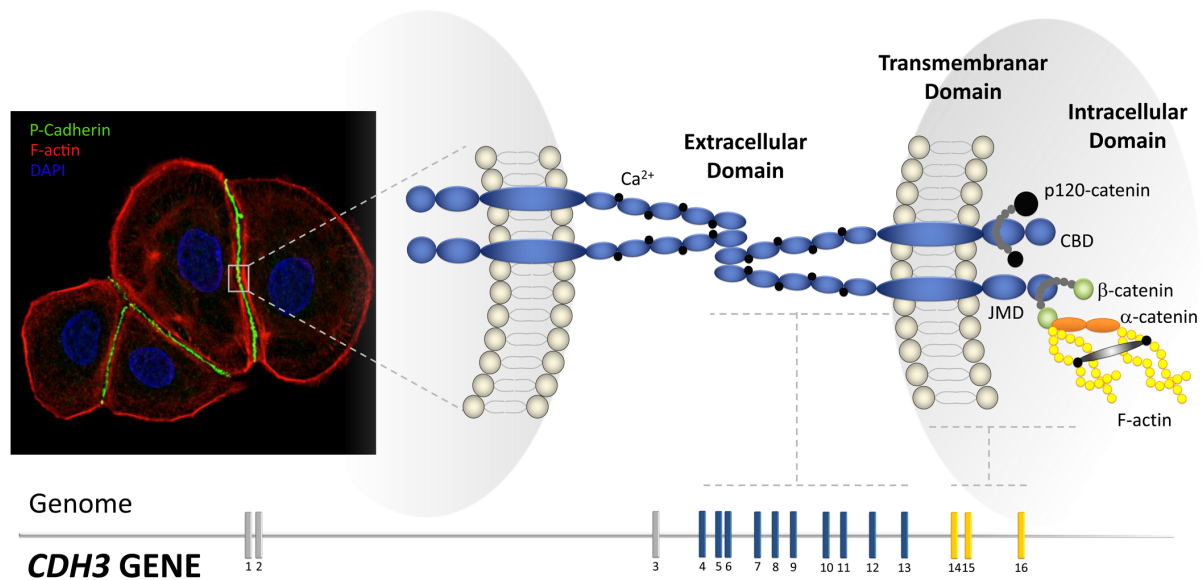 P-Cadherin
F-actin
DAPI
Ca2+
Extracellular
Domain
Transmembranar
Domain
Intracellular
Domain
p120-catenin
CBD
β-catenin
JMD
α-catenin
F-actin
Genome
CDH3 GENE
1 2 3 4 5 6 7 8 9 10 11 12 13 14 15 16